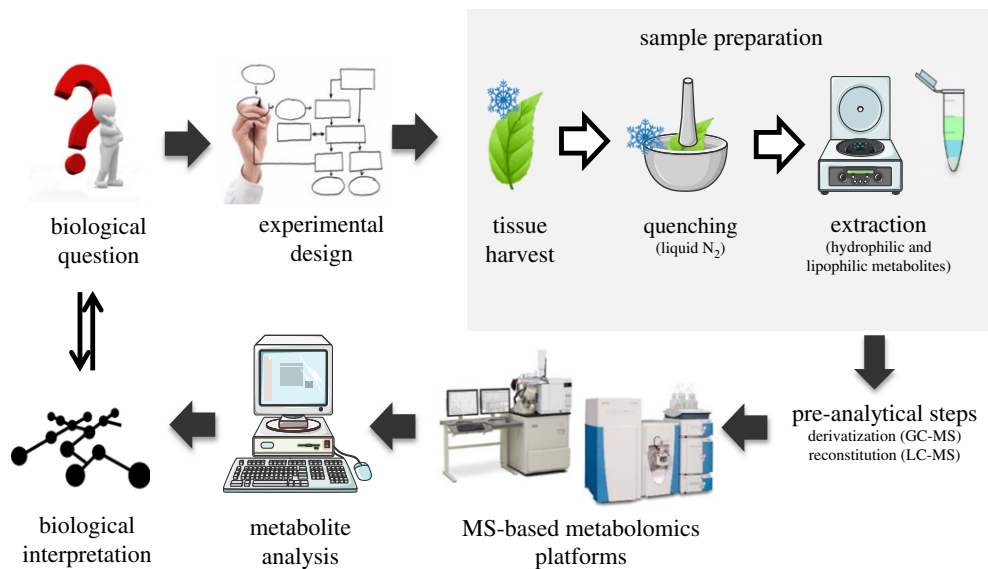 sample preparation
biological
question
experimental
design
tissue
harvest
quenching
(liquid N₂)
extraction
(hydrophilic and
lipophilic metabolites)
pre-analytical steps
derivatization (GC-MS)
reconstitution (LC-MS)
MS-based metabolomics
platforms
metabolite
analysis
biological
interpretation